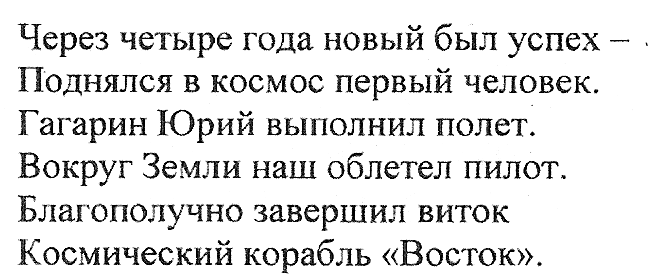 Через четыре года новый был успех –
Поднялся в космос первый человек.
Гагарин Юрий выполнил полет.
Вокруг Земли наш облетел пилот.
Благополучно завершил виток
Космический корабль «Восток».